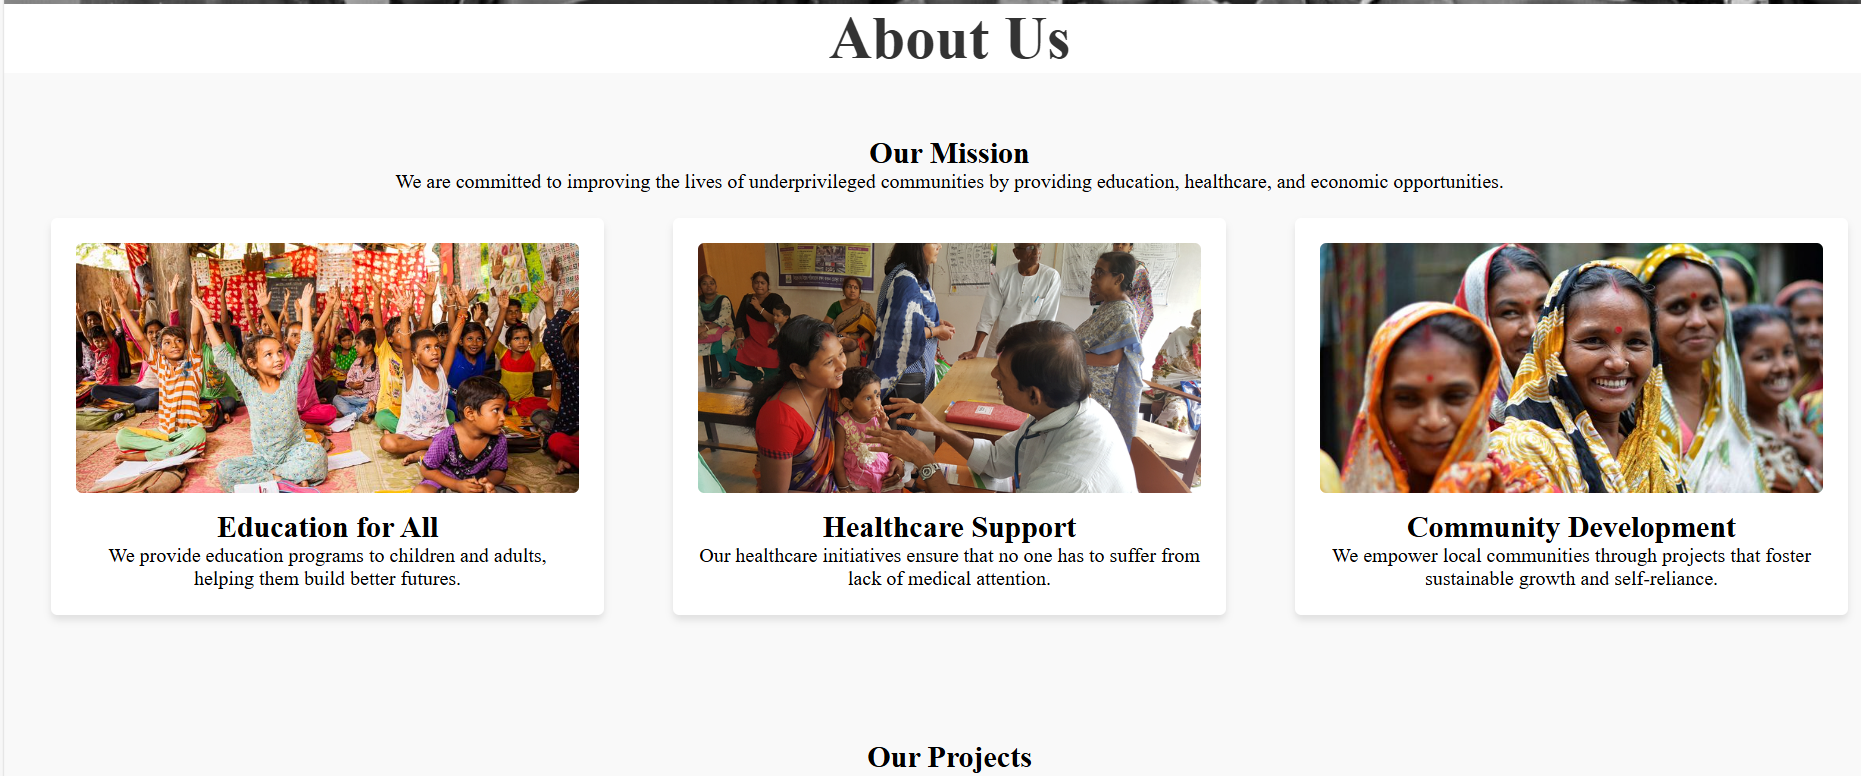 About Us
Our Mission
We are committed to improving the lives of underprivileged communities by providing education, healthcare, and economic opportunities.
Education for All
We provide education programs to children and adults,
helping them build better futures.
Healthcare Support
Our healthcare initiatives ensure that no one has to suffer from
lack of medical attention.
Community Development
We empower local communities through projects that foster
sustainable growth and self-reliance.
Our Projects